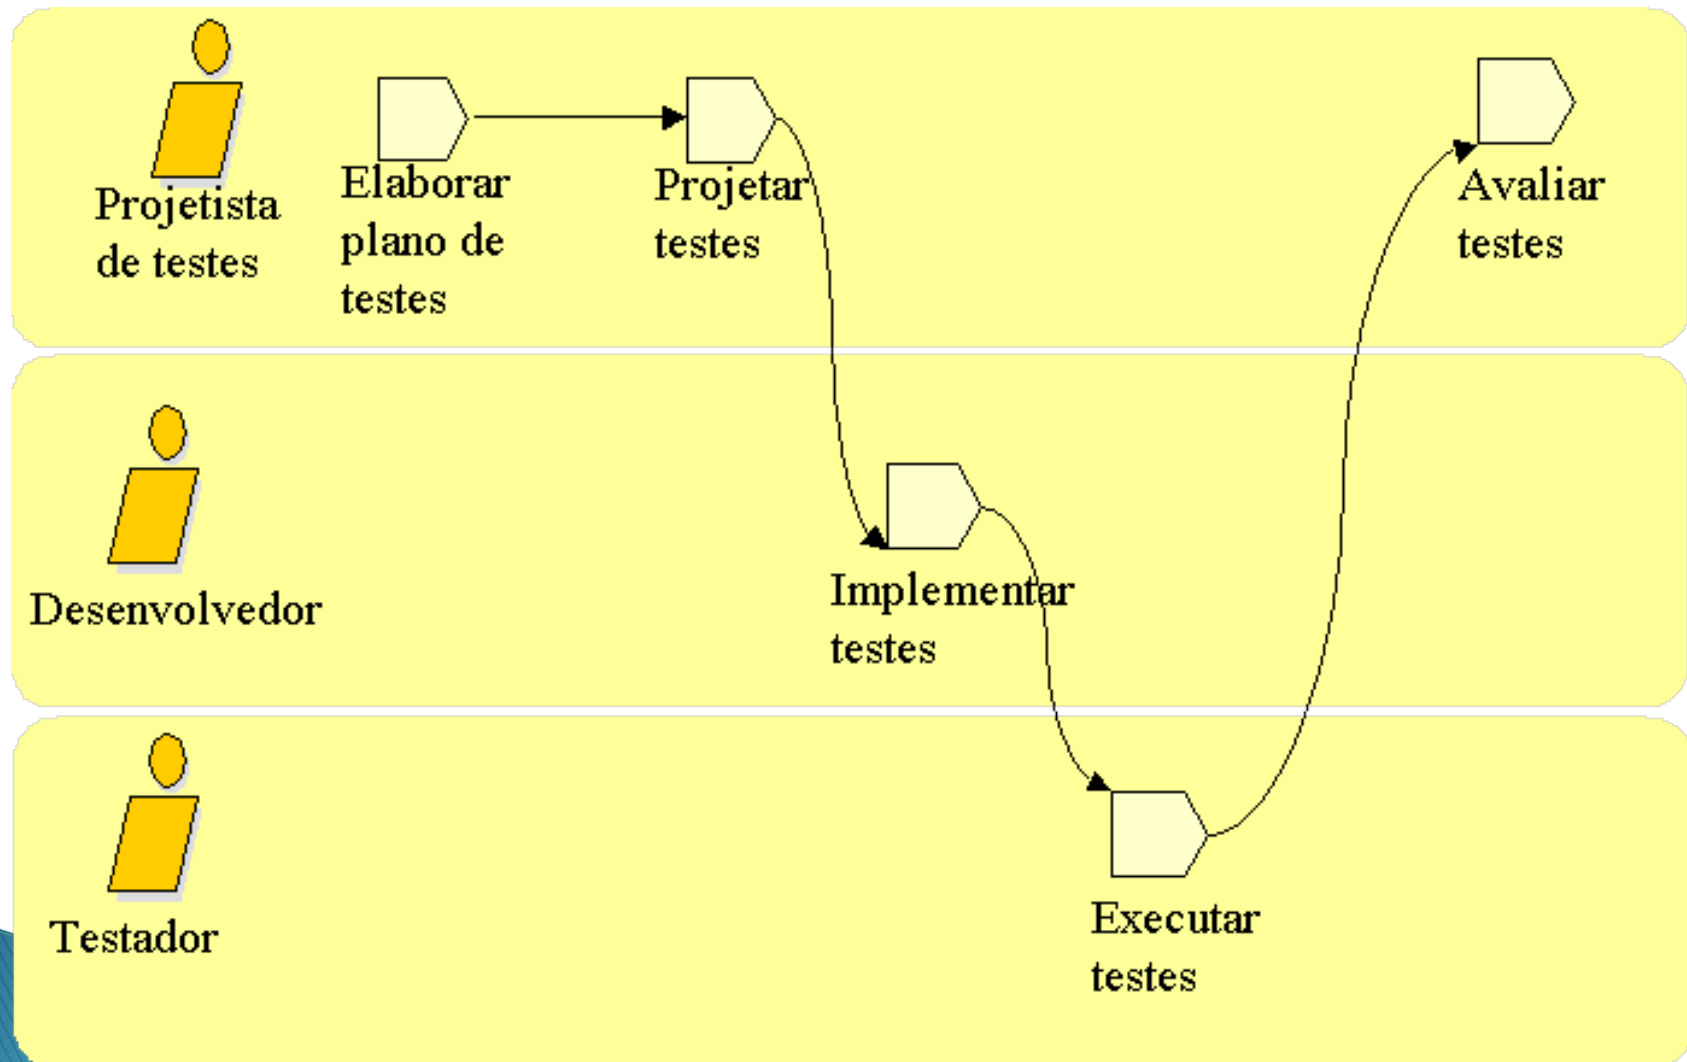 Projetista
de testes
Elaborar
plano de
testes
Projetar
testes
Avaliar
testes
Desenvolvedor
Implementar
testes
Testador
Executar
testes